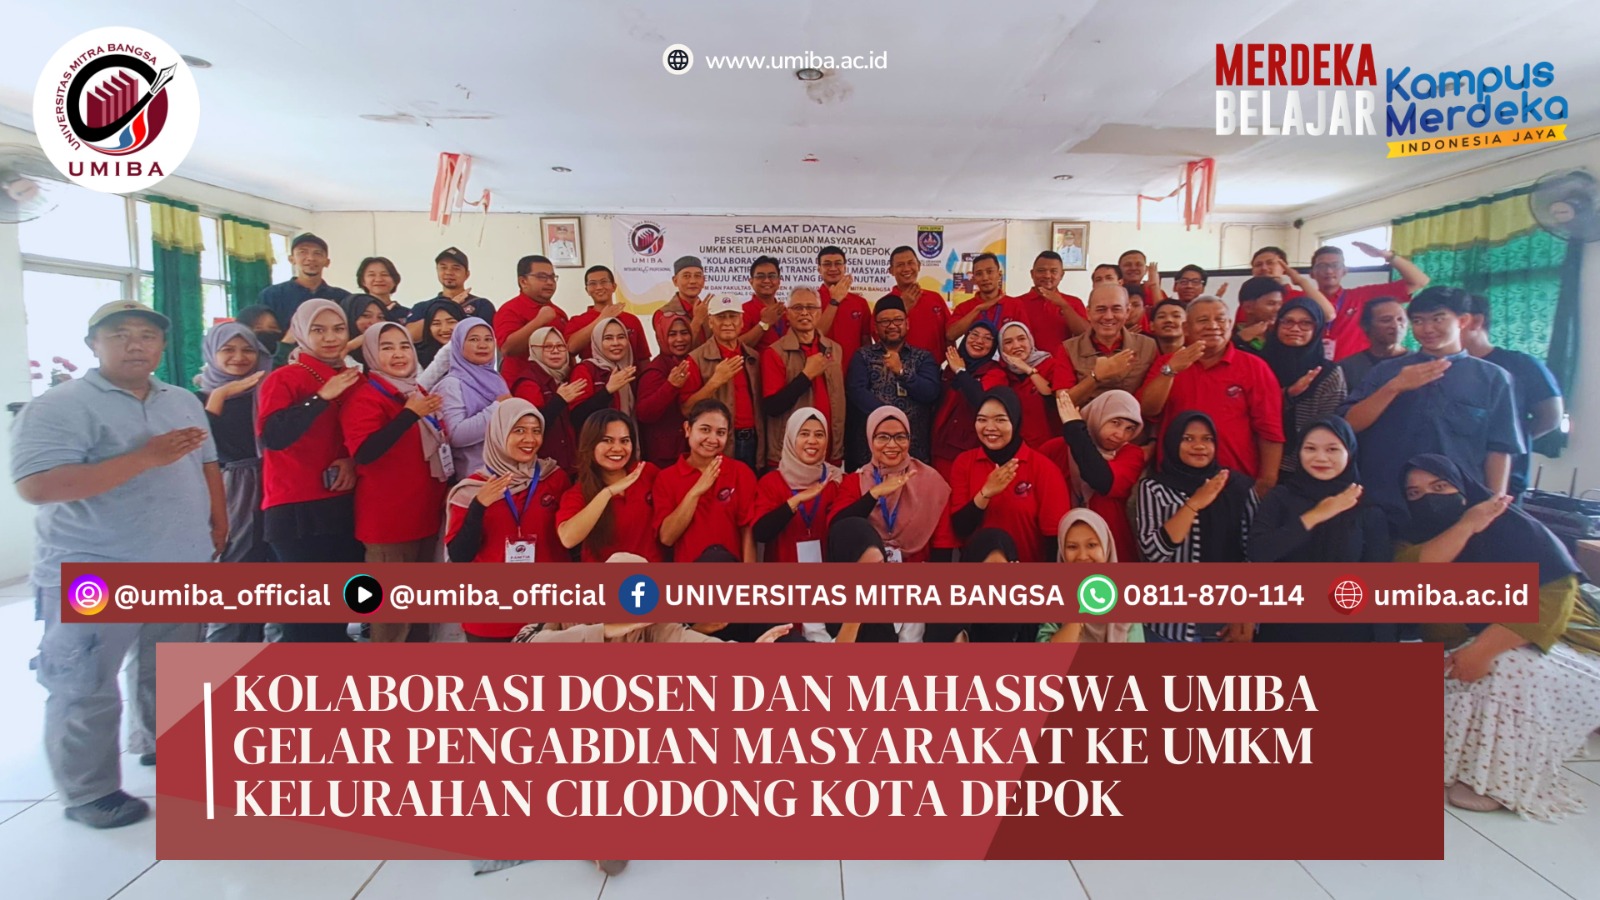 UNIVERSITAS MITRA BANGSA
UMIBA
www.umiba.ac.id
MERDEKA
BELAJAR
Kampus
Merdeka
INDONESIA JAYA
UMIBA
SELAMAT DATANG
PESERTA PENGABDIAN MASYARAKAT
UMKM KELURAHAN CILODONG KOTA DEPOK
@umiba_official
@umiba_official
UNIVERSITAS MITRA BANGSA
0811-870-114
umiba.ac.id
KOLABORASI DOSEN DAN MAHASISWA UMIBA
GELAR PENGABDIAN MASYARAKAT KE UMKM
KELURAHAN CILODONG KOTA DEPOK